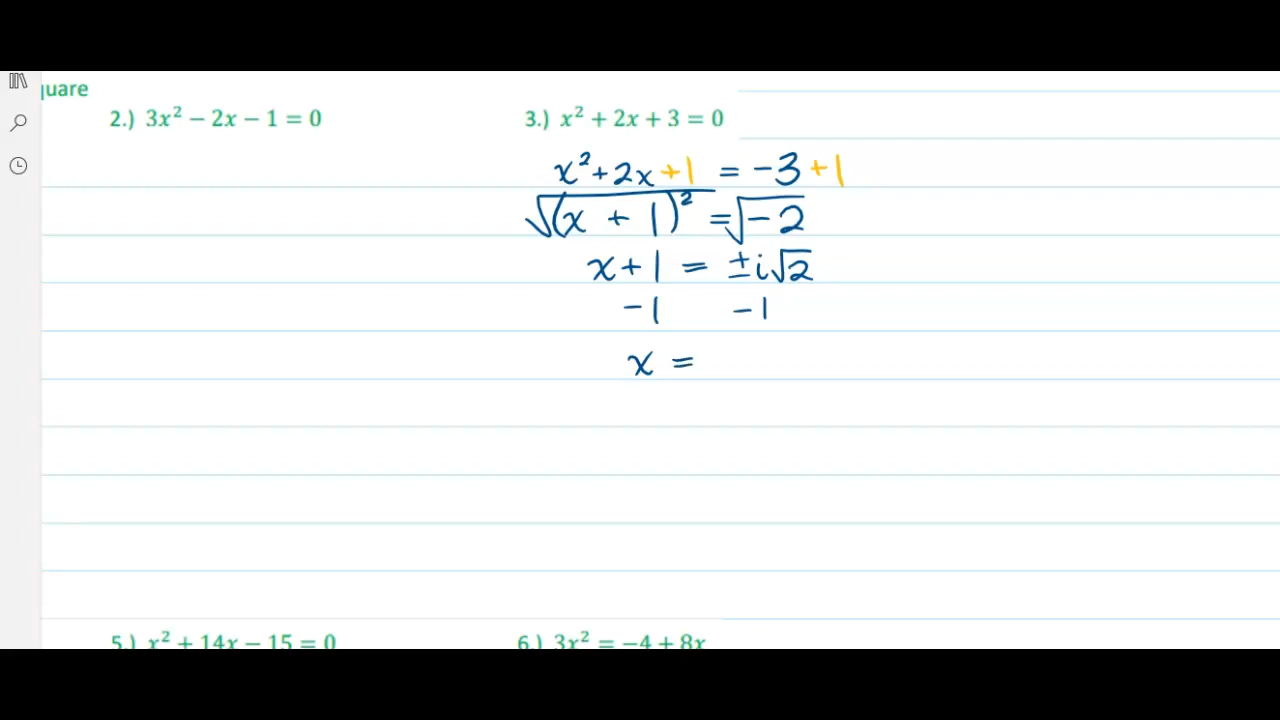 quare
2.) 3x² − 2x − 1 = 0
3.) x² + 2x + 3 = 0
x² + 2x + 1 = −3 + 1
√(x + 1)² = √−2
x + 1 = ± i√2
−1 −1
x =
5.) x² + 14x − 15 = 0
6.) 3x² = −4 + 8x